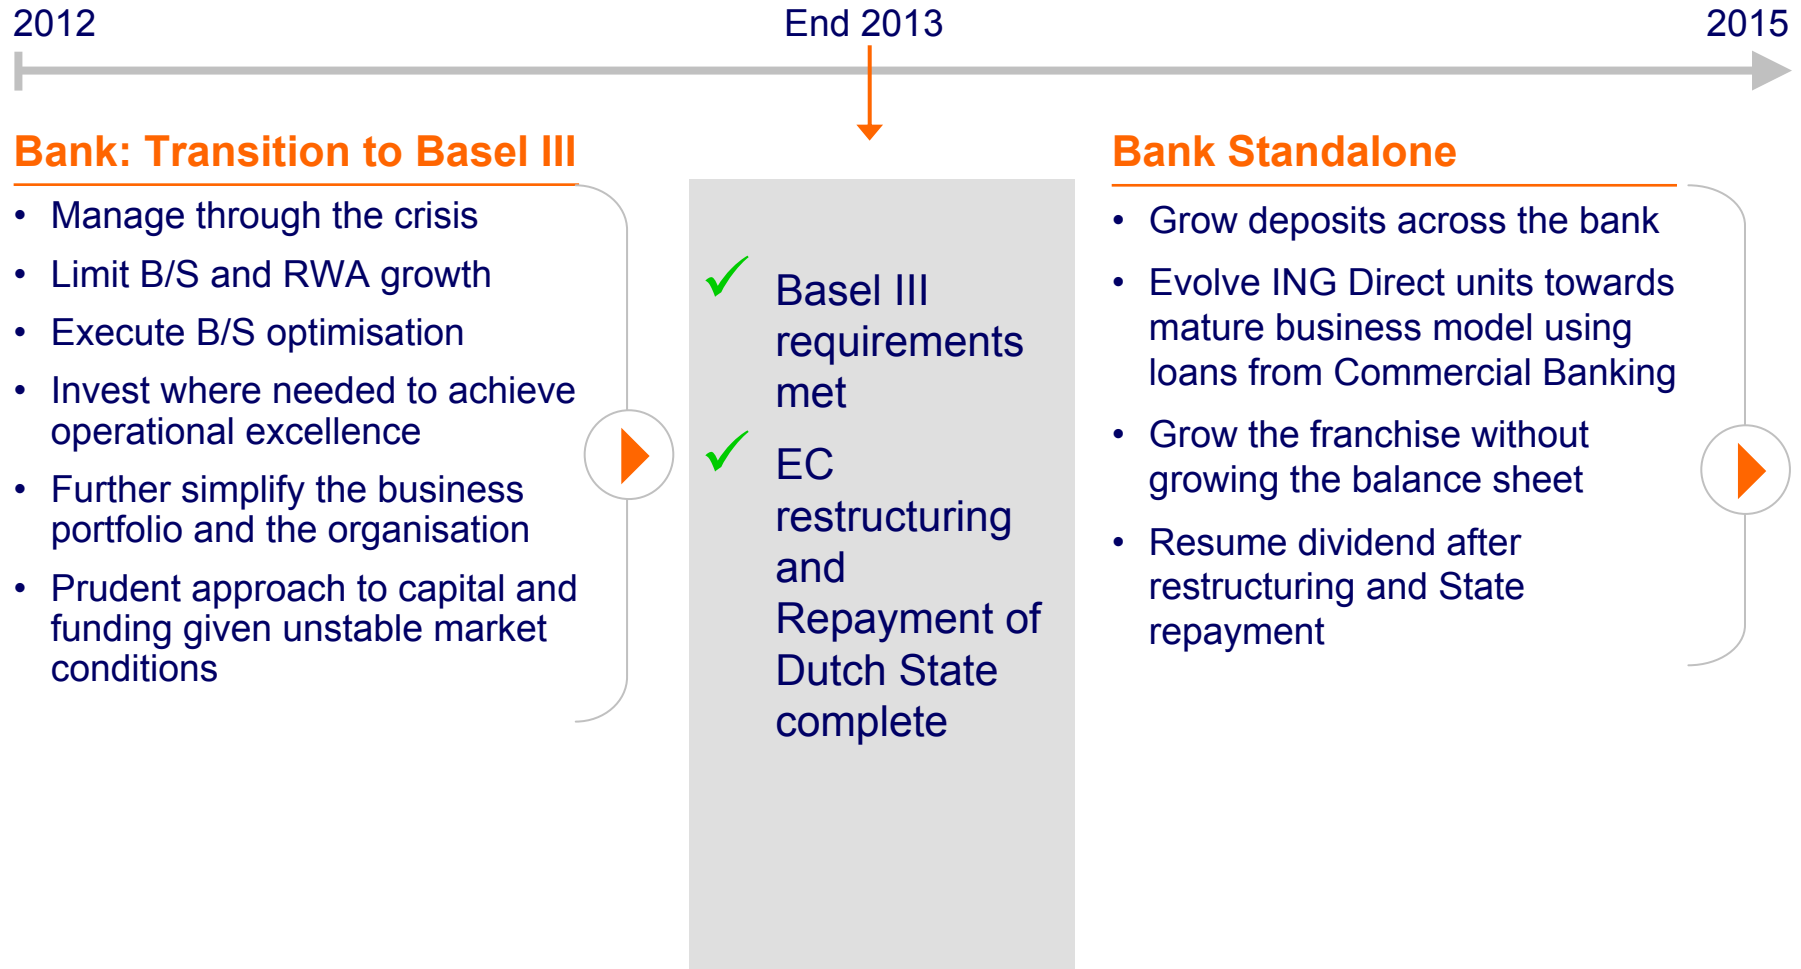 2012
End 2013
2015
Bank: Transition to Basel III
• Manage through the crisis
• Limit B/S and RWA growth
• Execute B/S optimisation
• Invest where needed to achieve
operational excellence
• Further simplify the business
portfolio and the organisation
• Prudent approach to capital and
funding given unstable market
conditions
✓ Basel III
requirements
met
✓ EC
restructuring
and
Repayment of
Dutch State
complete
Bank Standalone
• Grow deposits across the bank
• Evolve ING Direct units towards
mature business model using
loans from Commercial Banking
• Grow the franchise without
growing the balance sheet
• Resume dividend after
restructuring and State
repayment